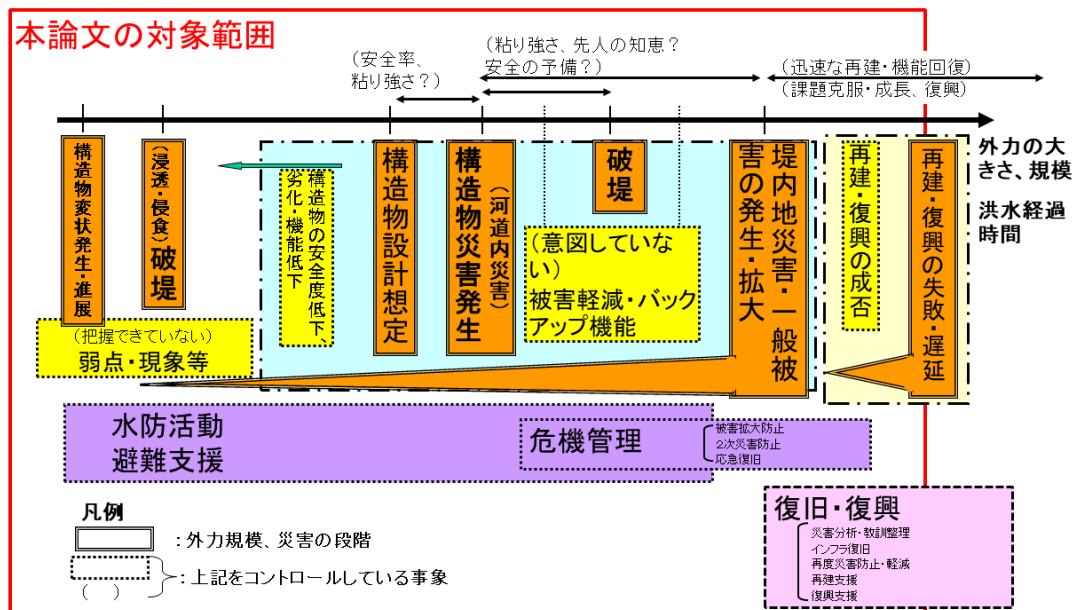 本論文の対象範囲
(安全率、
粘り強さ?)
(粘り強さ、先人の知恵?
安全の予備?)
(迅速な再建・機能回復)
(課題克服・成長、復興)
外力の大
きさ、規模
洪水経過
時間
構造物変状発生・進展
(浸透・侵食)
破堤
構造物の安全度低下、
劣化・機能低下
構造物設計想定
構造物災害発生
(河道内災害)
破堤
(意図していな
い)
被害軽減・バック
アップ機能
堤内地災害・一般被
害の発生・拡大
再建・復興の成否
再建・復興の失敗・遅延
(把握できていない)
弱点・現象等
水防活動
避難支援
危機管理
被害拡大防止
2次災害防止
応急復旧
復旧・復興
災害分析・教訓整理
インフラ復旧
再度災害防止・軽減
再建支援
復興支援
凡例
:外力規模、災害の段階
( )
:上記をコントロールしている事象